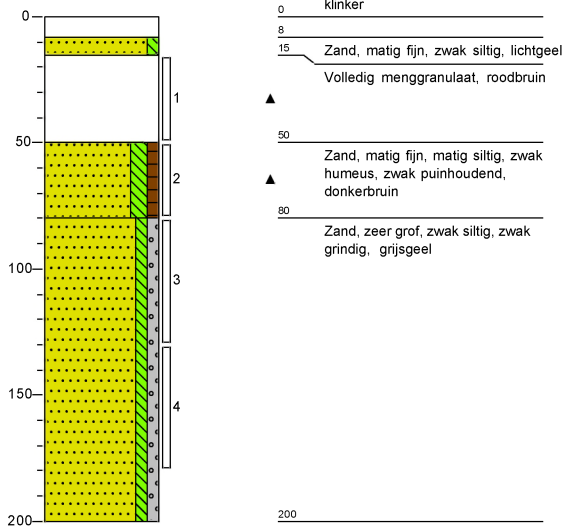 klinker
0
0
8
15
Zand, matig fijn, zwak siltig, lichtgeel
Volledig menggranulaat, roodbruin
1
50
50
Zand, matig fijn, matig siltig, zwak
humeus, zwak puinhoudend,
donkerbruin
2
80
Zand, zeer grof, zwak siltig, zwak
grindig, grijsgeel
100
3
150
4
200
200